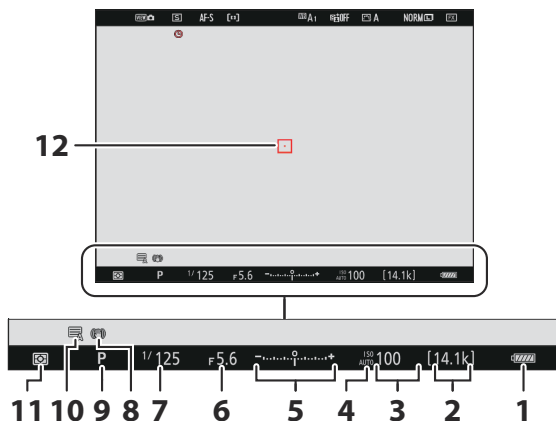 VIEW S AF-S [ ] A1 OFF A NORM FX
12
P 1/125 F5.6 - + ISO AUTO 100 [14.1k]
P 1/125 F5.6 - + ISO AUTO 100 [14.1k]
11 10 9 8 7 6 5 4 3 2 1